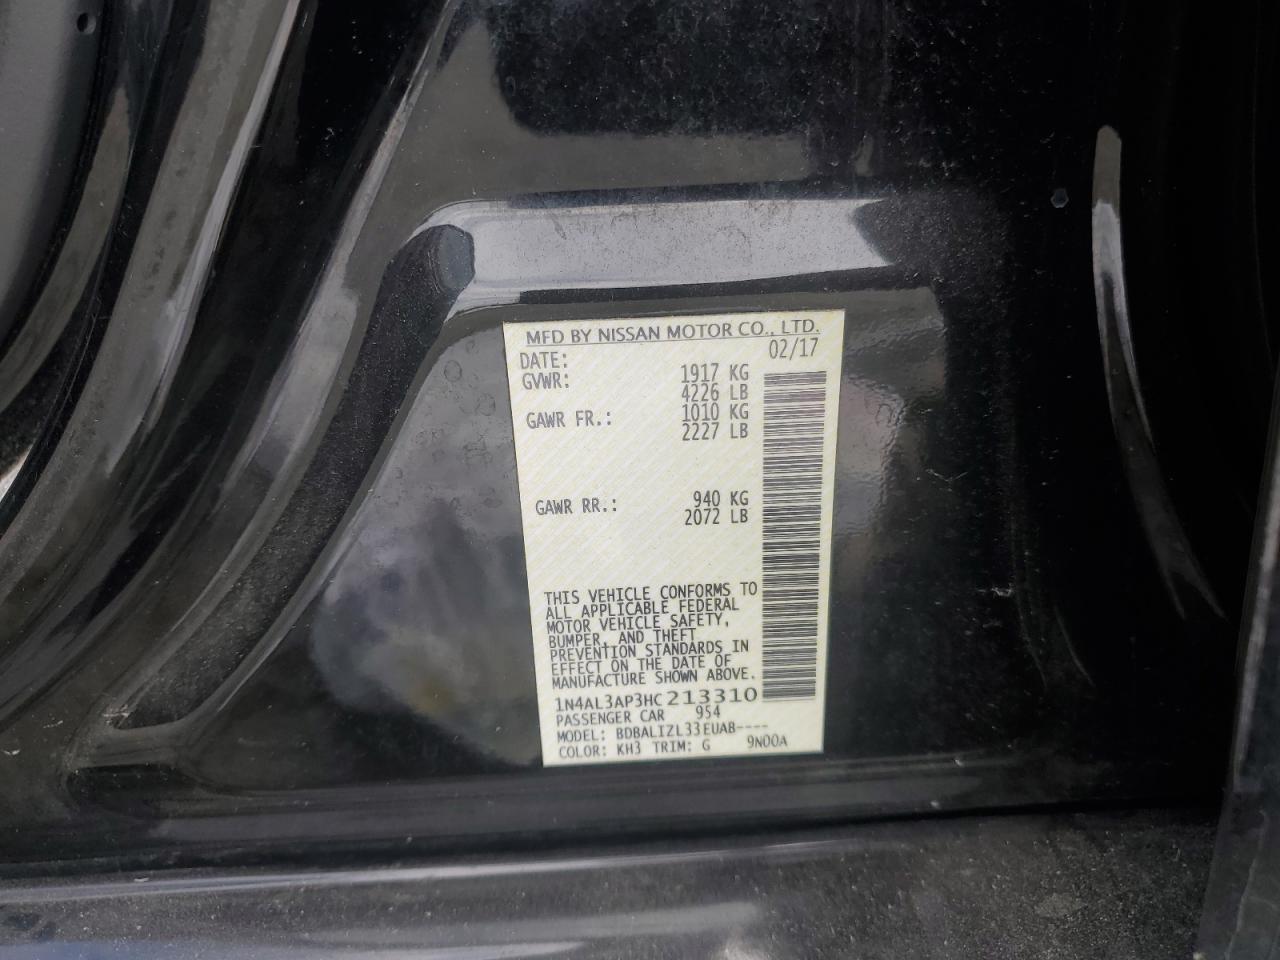 MFD BY NISSAN MOTOR CO., LTD.
DATE: 02/17
GVWR: 1917 KG
4226 LB
GAWR FR.: 1010 KG
2227 LB
GAWR RR.: 940 KG
2072 LB
THIS VEHICLE CONFORMS TO
ALL APPLICABLE FEDERAL
MOTOR VEHICLE SAFETY,
BUMPER, AND THEFT
PREVENTION STANDARDS IN
EFFECT ON THE DATE OF
MANUFACTURE SHOWN ABOVE.
1N4AL3AP3HC213310
PASSENGER CAR 954
MODEL: BDBALIZL33EUAB----
COLOR: KH3 TRIM: G 9N00A